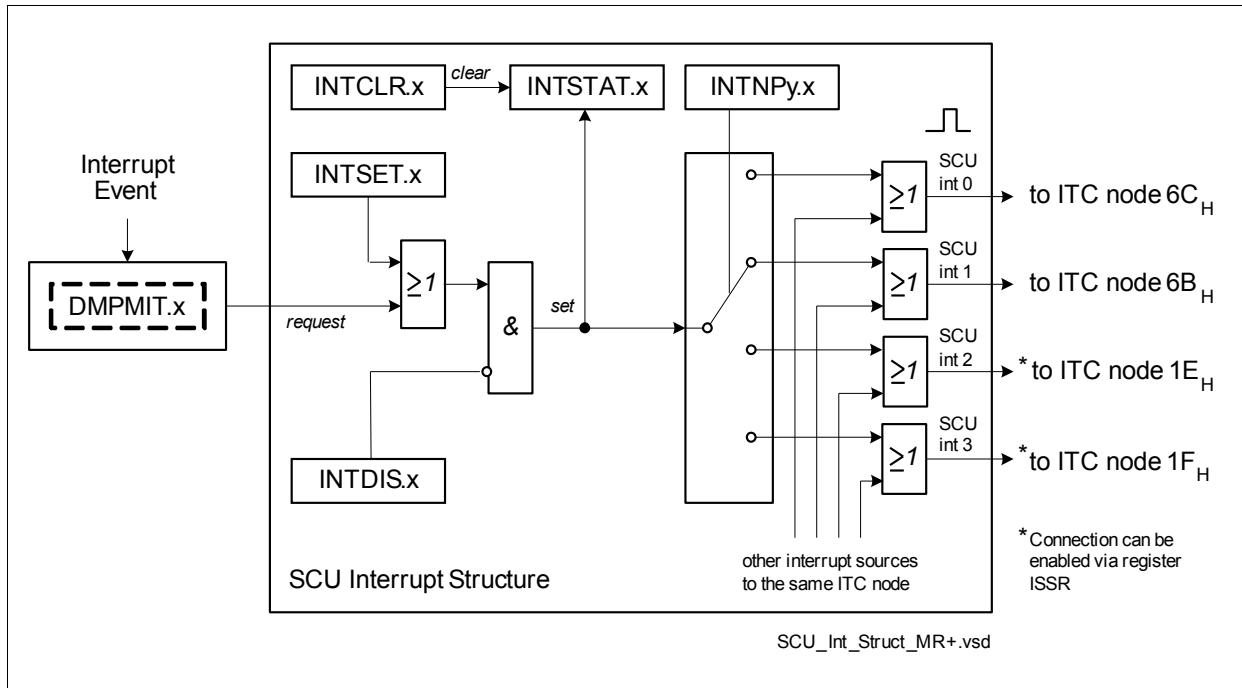 INTCLR.x
clear
INTSTAT.x
INTNPy.x
Interrupt
Event
INTSET.x
DMPMIT.x
request
≥1
&
set
INTDIS.x
SCU
int 0
≥1
to ITC node 6CH
SCU
int 1
≥1
to ITC node 6BH
SCU
int 2
≥1
* to ITC node 1EH
SCU
int 3
≥1
* to ITC node 1FH
other interrupt sources
to the same ITC node
* Connection can be
enabled via register
ISSR
SCU Interrupt Structure
SCU_Int_Struct_MR+.vsd